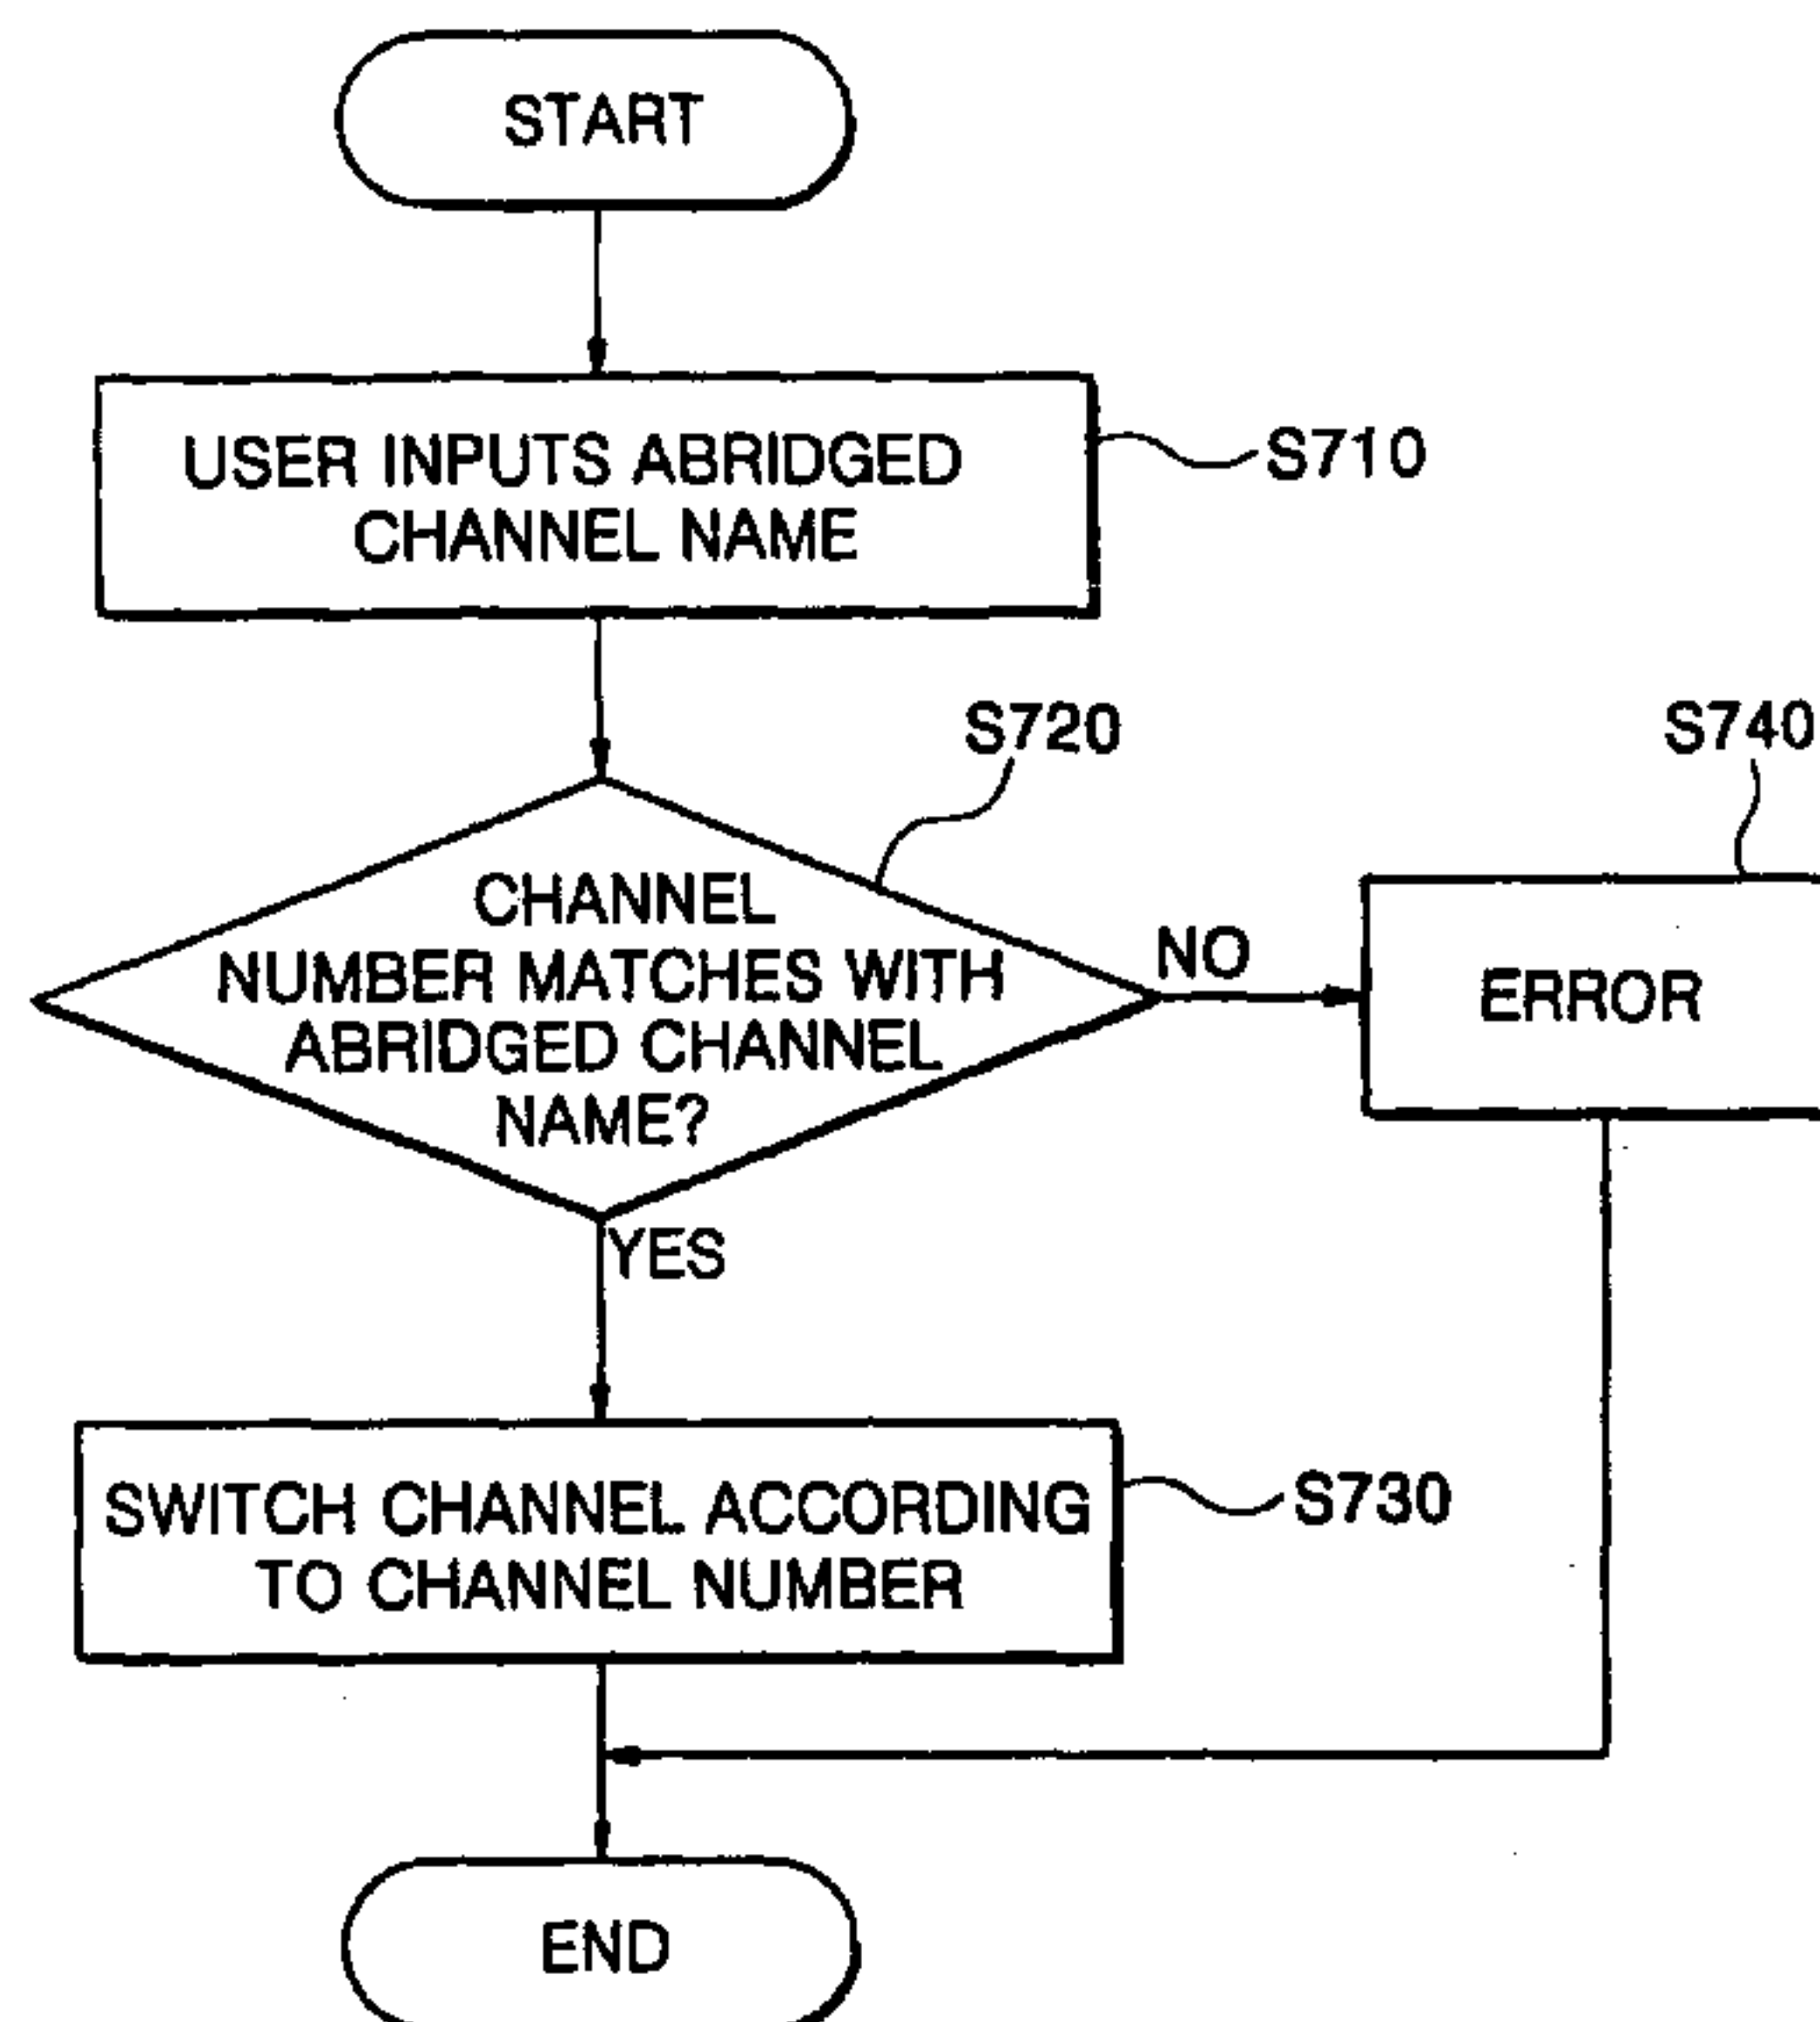 START
USER INPUTS ABRIDGED
CHANNEL NAME
S710
S720
S740
CHANNEL
NUMBER MATCHES WITH
ABRIDGED CHANNEL
NAME?
NO
ERROR
YES
SWITCH CHANNEL ACCORDING
TO CHANNEL NUMBER
S730
END